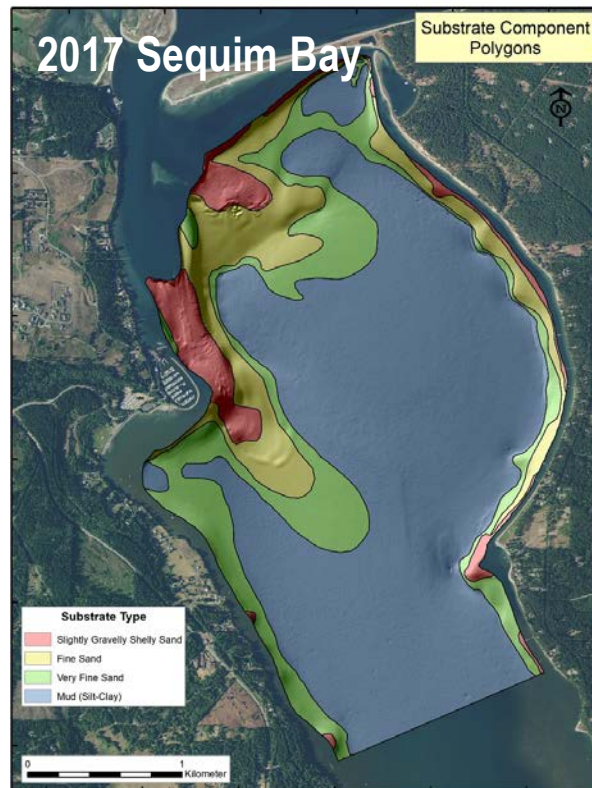 2017 Sequim Bay
Substrate Component
Polygons
N
Substrate Type
Slightly Gravelly Shelly Sand
Fine Sand
Very Fine Sand
Mud (Silt-Clay)
0 1
Kilometer